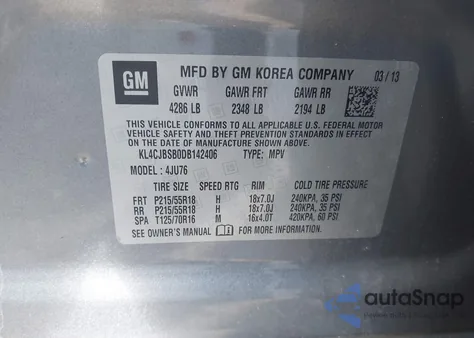 GM
MFD BY GM KOREA COMPANY 03 / 13
GVWR GAWR FRT GAWR RR
4286 LB 2348 LB 2194 LB
THIS VEHICLE CONFORMS TO ALL APPLICABLE U.S. FEDERAL MOTOR
VEHICLE SAFETY, BUMPER, AND THEFT PREVENTION STANDARDS IN EFFECT
ON THE DATE OF MANUFACTURE SHOWN ABOVE.
KL4CJBSB0DB142406 TYPE: MPV
MODEL : 4JU76
TIRE SIZE SPEED RTG RIM COLD TIRE PRESSURE
FRT P215/55R18 H 18x7.0J 240KPA, 35 PSI
RR P215/55R18 H 18x7.0J 240KPA, 35 PSI
SPA T125/70R16 M 16x4.0T 420KPA, 60 PSI
SEE OWNER'S MANUAL FOR MORE INFORMATION.
autoSnap